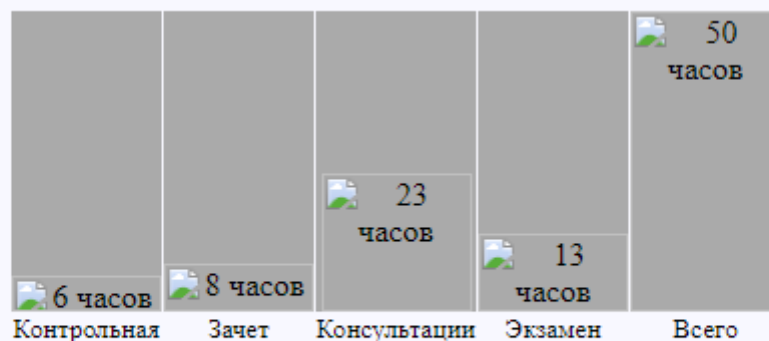 6 часов
8 часов
23
часов
13
часов
50
часов
Контрольная
Зачет
Консультации
Экзамен
Всего